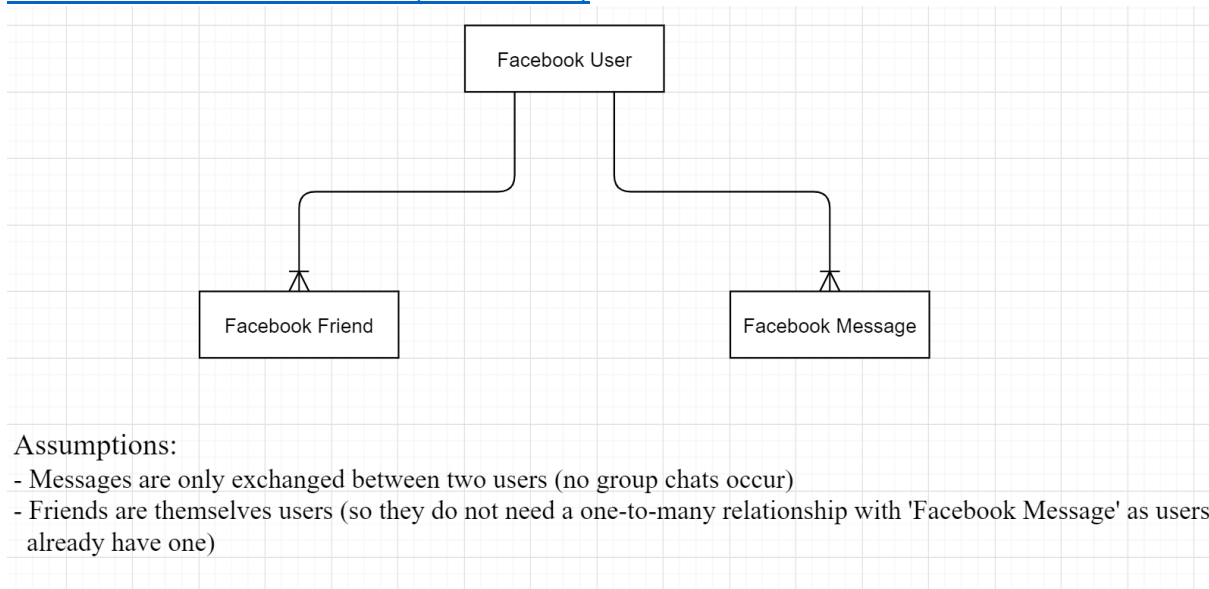 Facebook User
Facebook Friend
Facebook Message
Assumptions:
- Messages are only exchanged between two users (no group chats occur)
- Friends are themselves users (so they do not need a one-to-many relationship with 'Facebook Message' as users
already have one)